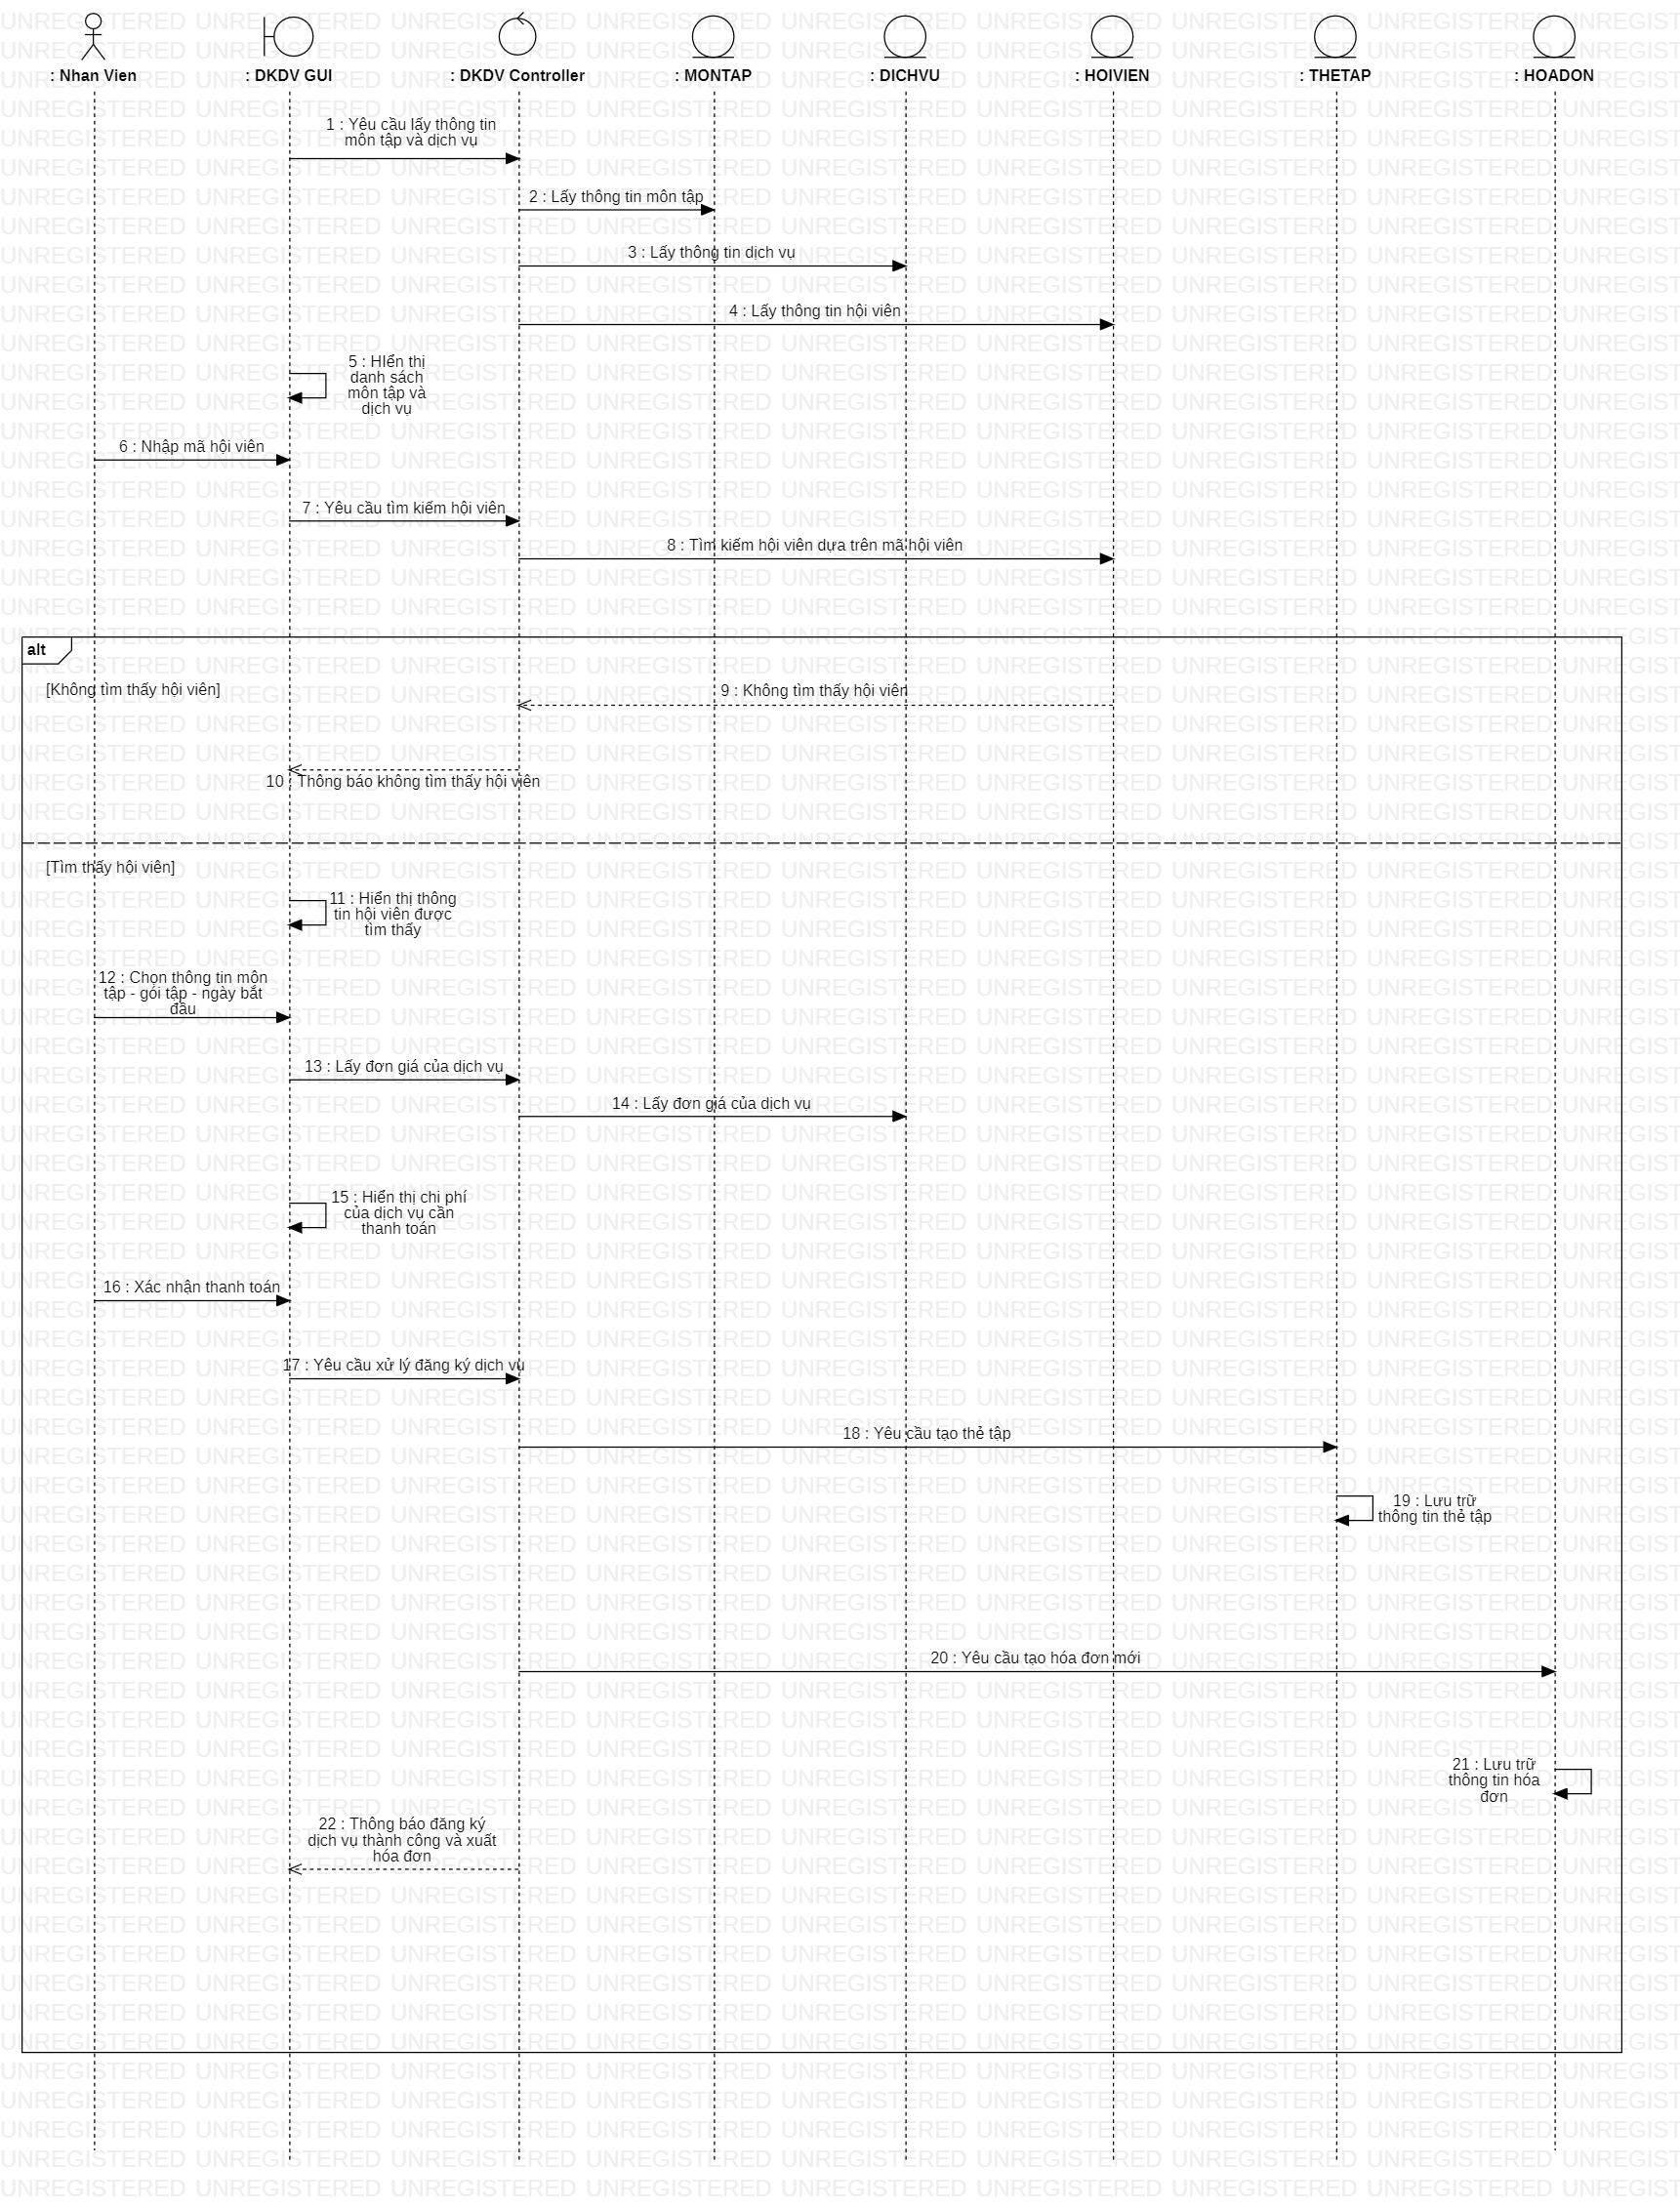 : Nhan Vien
: DKDV GUI
: DKDV Controller
: MONTAP
: DICHVU
: HOIVIEN
: THETAP
: HOADON
1 : Yêu cầu lấy thông tin
môn tập và dịch vụ
2 : Lấy thông tin môn tập
3 : Lấy thông tin dịch vụ
4 : Lấy thông tin hội viên
5 : HIển thị
danh sách
môn tập và
dịch vụ
6 : Nhập mã hội viên
7 : Yêu cầu tìm kiếm hội viên
8 : Tìm kiếm hội viên dựa trên mã hội viên
alt
[Không tìm thấy hội viên]
9 : Không tìm thấy hội viên
10 : Thông báo không tìm thấy hội viên
[Tìm thấy hội viên]
11 : Hiển thị thông
tin hội viên được
tìm thấy
12 : Chọn thông tin môn
tập - gói tập - ngày bắt
đầu
13 : Lấy đơn giá của dịch vụ
14 : Lấy đơn giá của dịch vụ
15 : Hiển thị chi phí
của dịch vụ cần
thanh toán
16 : Xác nhận thanh toán
17 : Yêu cầu xử lý đăng ký dịch vụ
18 : Yêu cầu tạo thẻ tập
19 : Lưu trữ
thông tin thẻ tập
20 : Yêu cầu tạo hóa đơn mới
21 : Lưu trữ
thông tin hóa
đơn
22 : Thông báo đăng ký
dịch vụ thành công và xuất
hóa đơn
UNREGISTERED